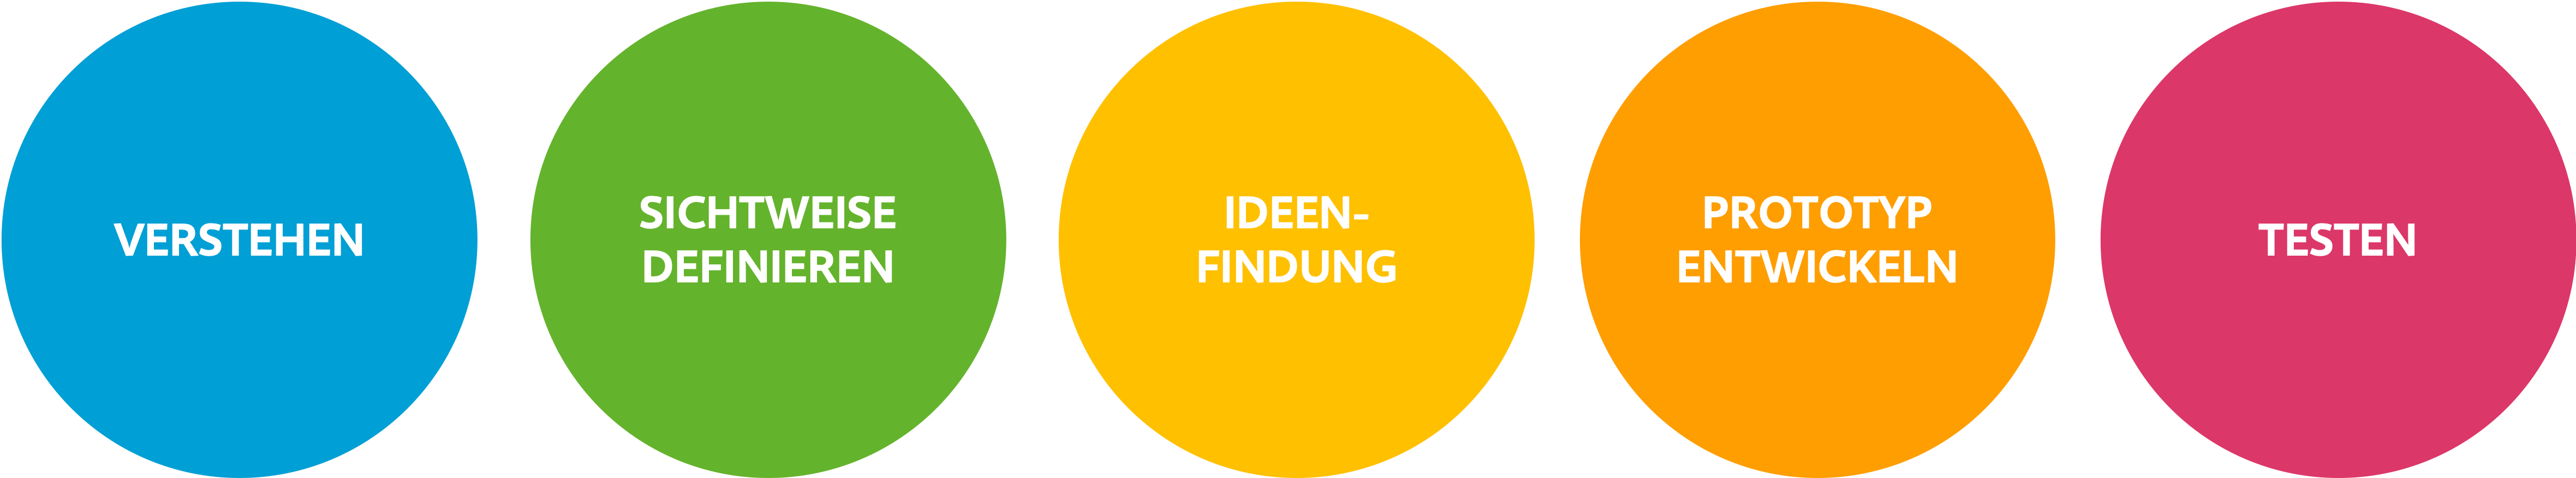 VERSTEHEN
SICHTWEISE
DEFINIEREN
IDEEN-
FINDUNG
PROTOTYP
ENTWICKELN
TESTEN